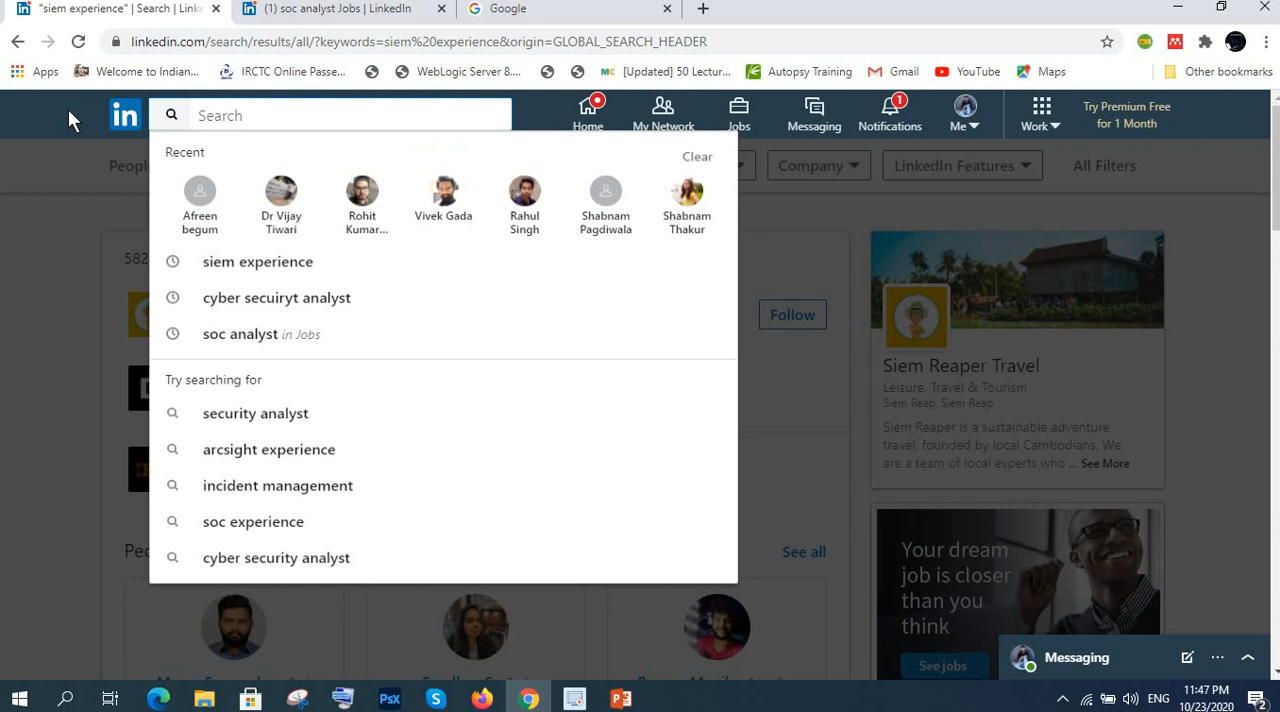 "siem experience" | Search | Linke
(1) soc analyst Jobs | LinkedIn
Google
linkedin.com/search/results/all/?keywords=siem%20experience&origin=GLOBAL_SEARCH_HEADER
Apps
Welcome to Indian...
IRCTC Online Passe...
WebLogic Server 8....
[Updated] 50 Lectur...
Autopsy Training
Gmail
YouTube
Maps
Other bookmarks
in
Search
Home
My Network
Jobs
Messaging
1
Notifications
Me
Work
Try Premium Free
for 1 Month
Company
LinkedIn Features
All Filters
Recent
Clear
Afreen
begum
Dr Vijay
Tiwari
Rohit
Kumar...
Vivek Gada
Rahul
Singh
Shabnam
Pagdiwala
Shabnam
Thakur
siem experience
cyber secuiryt analyst
soc analyst in Jobs
Try searching for
security analyst
arcsight experience
incident management
soc experience
cyber security analyst
582
Follow
See all
Siem Reaper Travel
Leisure, Travel & Tourism
Siem Reap, Siem Reap
Siem Reaper is a sustainable adventure
travel, founded by local Cambodians. We
are a team of local experts who ... See More
Your dream
job is closer
than you
think
See jobs
Messaging
PsX
ENG
11:47 PM
10/23/2020
2